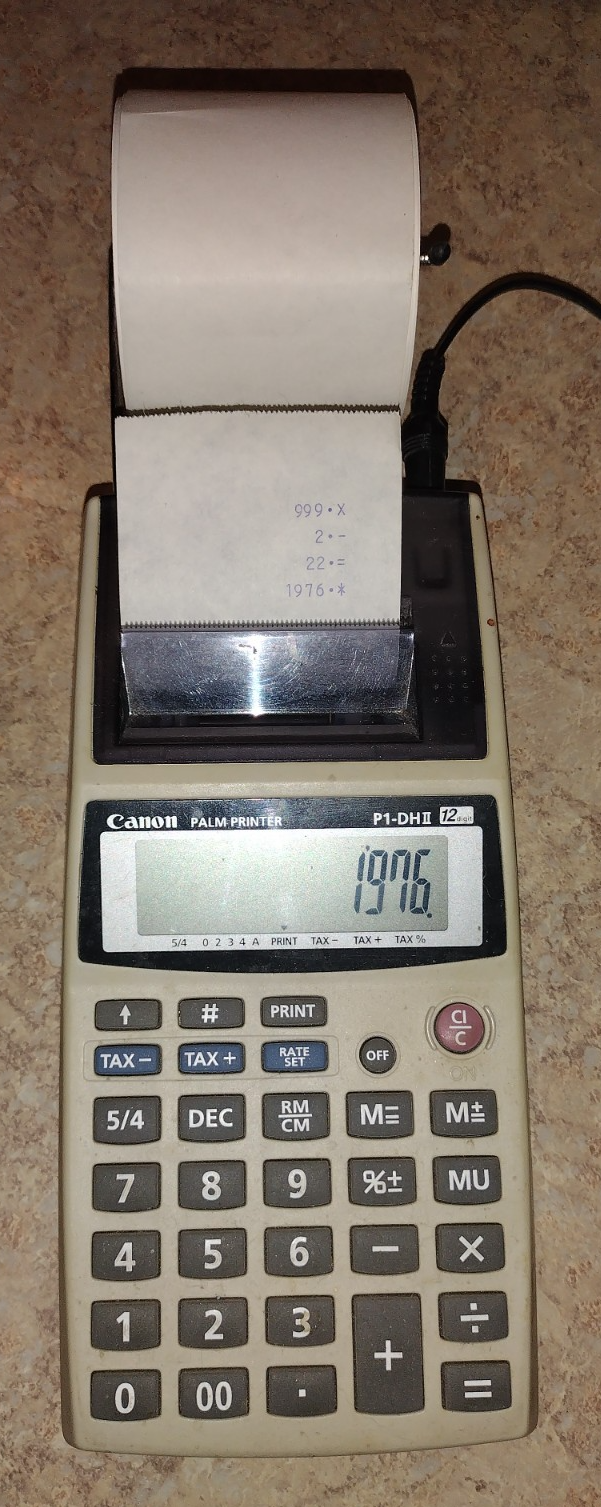 999·X
2·-
22·=
1976·*
Canon PALM PRINTER P1-DHII 12 digit
1976.
5/4 0 2 3 4 A PRINT TAX- TAX+ TAX%
↑ # PRINT CI/C
TAX- TAX+ RATE SET OFF
ON
5/4 DEC RM/CM M= M±
7 8 9 %± MU
4 5 6 - ×
1 2 3 + ÷
0 00 · =